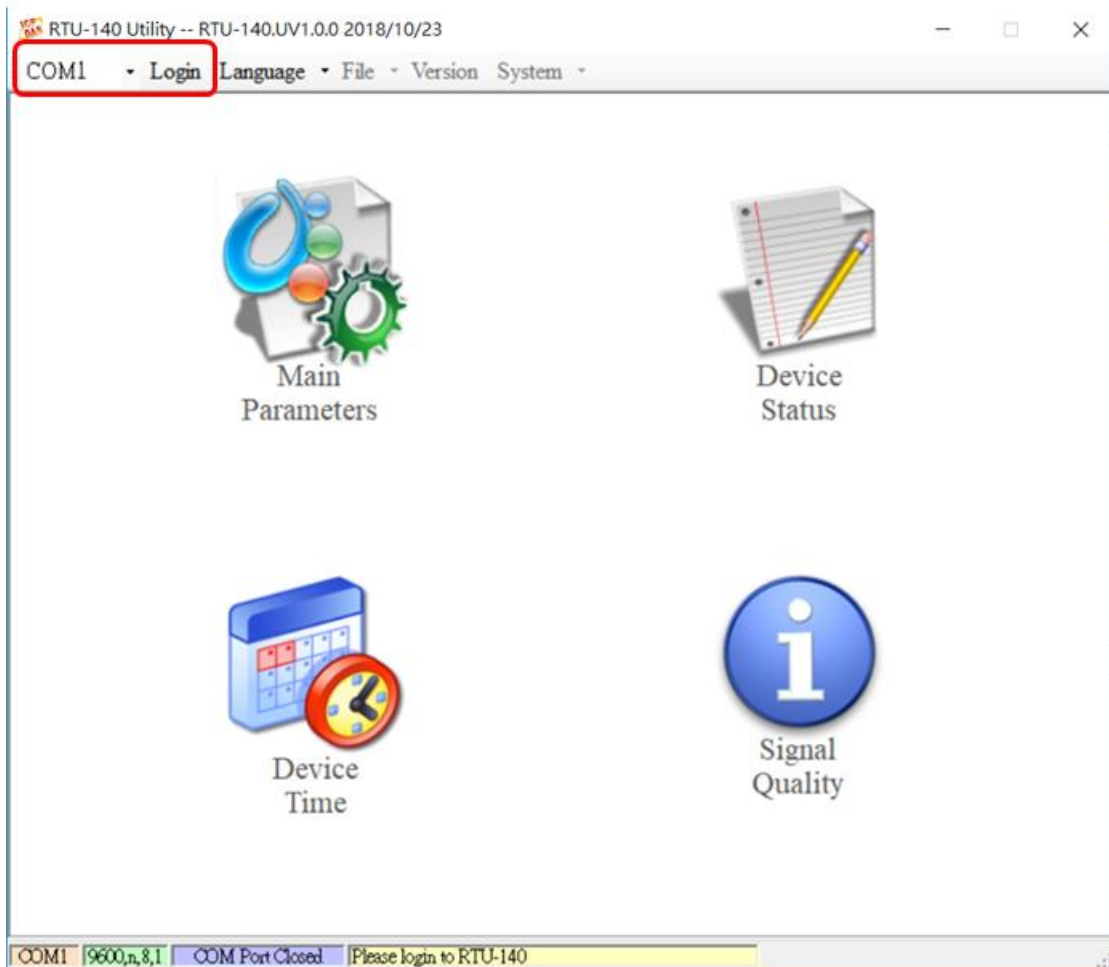 RTU-140 Utility -- RTU-140.UV1.0.0 2018/10/23
COM1 Login Language File Version System
Main
Parameters
Device
Status
Device
Time
Signal
Quality
COM1 9600,n,8,1 COM Port Closed Please login to RTU-140